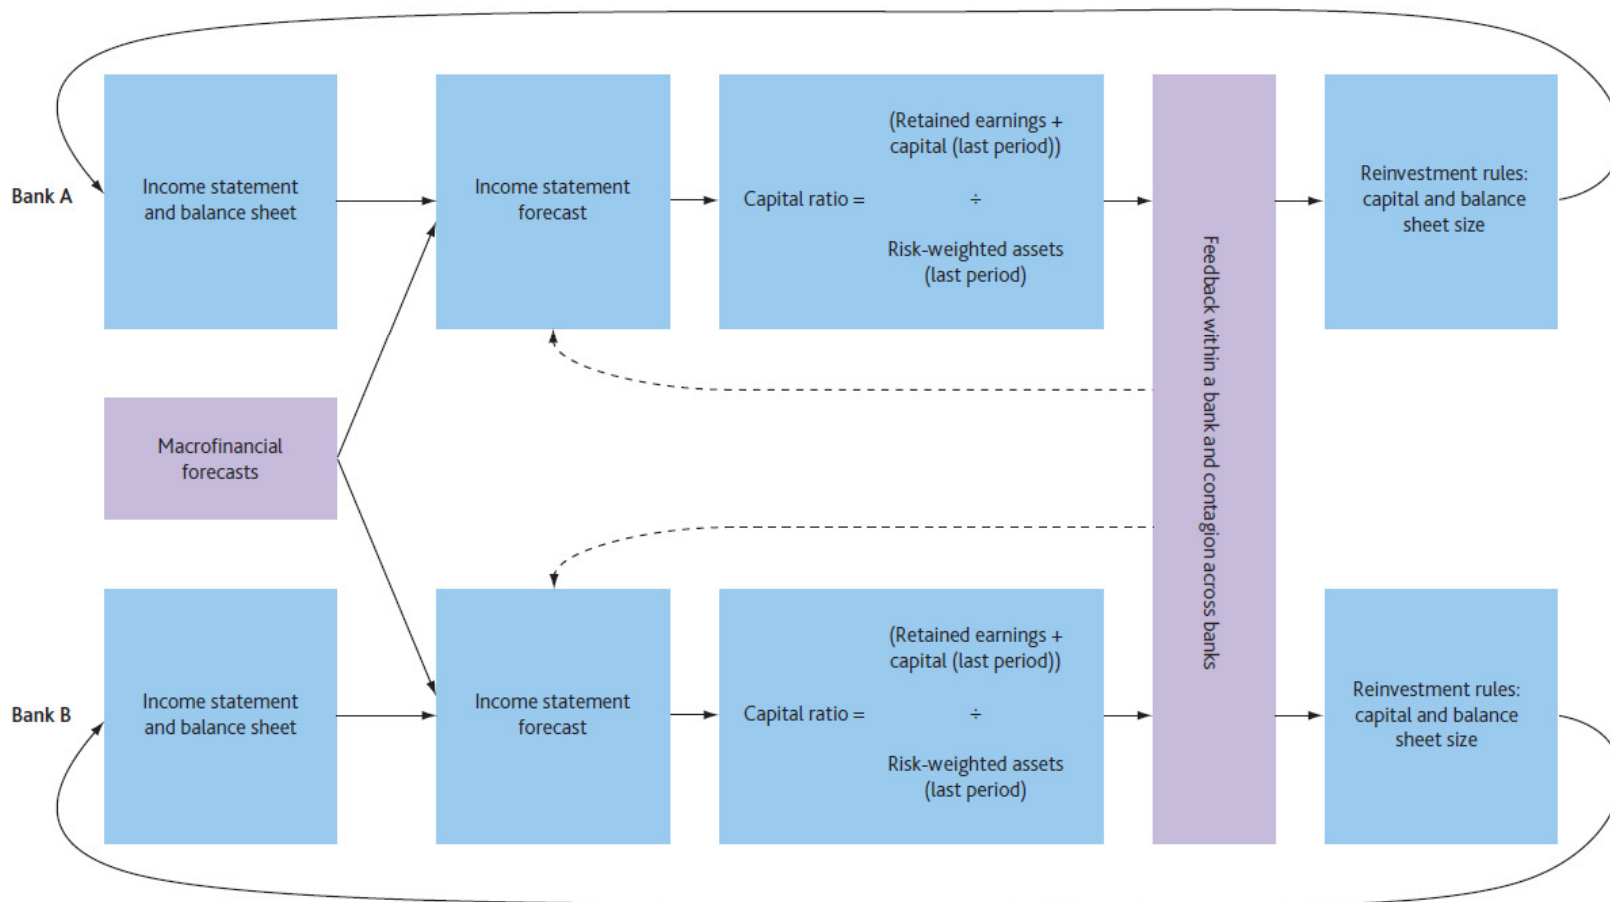 Bank A
Income statement
and balance sheet
Income statement
forecast
Capital ratio =
(Retained earnings +
capital (last period))
÷
Risk-weighted assets
(last period)
Feedback within a bank and contagion across banks
Reinvestment rules:
capital and balance
sheet size
Macrofinancial
forecasts
Bank B
Income statement
and balance sheet
Income statement
forecast
Capital ratio =
(Retained earnings +
capital (last period))
÷
Risk-weighted assets
(last period)
Reinvestment rules:
capital and balance
sheet size